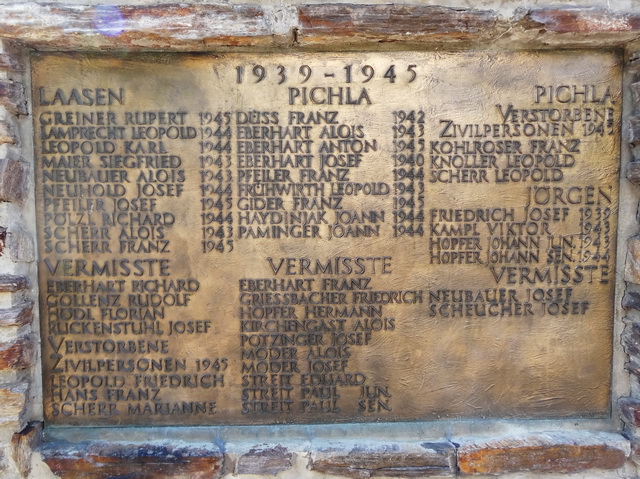 1939-1945
LAASEN
GREINER RUPERT 1945
LAMPRECHT LEOPOLD 1944
LEOPOLD KARL 1944
MAIER SIEGFRIED 1943
NEUBAUER ALOIS 1943
NEUHOLD JOSEF 1944
PFEILER JOSEF 1945
PÖLZL RICHARD 1944
SCHERR ALOIS 1943
SCHERR FRANZ 1945
VERMISSTE
EBERHART RICHARD
GOLLENZ RUDOLF
HÜDL FLORIAN
RUCKENSTUHL JOSEF
VERSTORBENE
ZIVILPERSONEN 1945
LEOPOLD FRIEDRICH
HANS FRANZ
SCHERR MARIANNE
PICHLA
DÜSS FRANZ 1942
EBERHART ALOIS 1943
EBERHART ANTON 1945
EBERHART JOSEF 1940
PFEILER FRANZ 1944
FRÜHWIRTH LEOPOLD 1943
GIDER FRANZ 1945
HAYDINJAK JOANN 1944
PAMINGER JOANN 1944
VERMISSTE
EBERHART FRANZ
GRIESSBACHER FRIEDRICH
HOPFER HERMANN
KIRCHENGAST ALOIS
POTZINGER JOSEF
MODER ALOIS
MODER JOSEF
STREIT EDUARD
STREIT PAUL JUN.
STREIT PAUL SEN.
PICHLA
VERSTORBENE
ZIVILPERSONEN 1945
KOHLROSER FRANZ
KNOLLER LEOPOLD
SCHERR LEOPOLD
JÖRGEN
FRIEDRICH JOSEF 1939
KAMPL VIKTOR 1943
HOPFER JOHANN JUN. 1943
HOPFER JOHANN SEN. 1944
VERMISSTE
NEUBAUER JOSEF
SCHEUCHER JOSEF